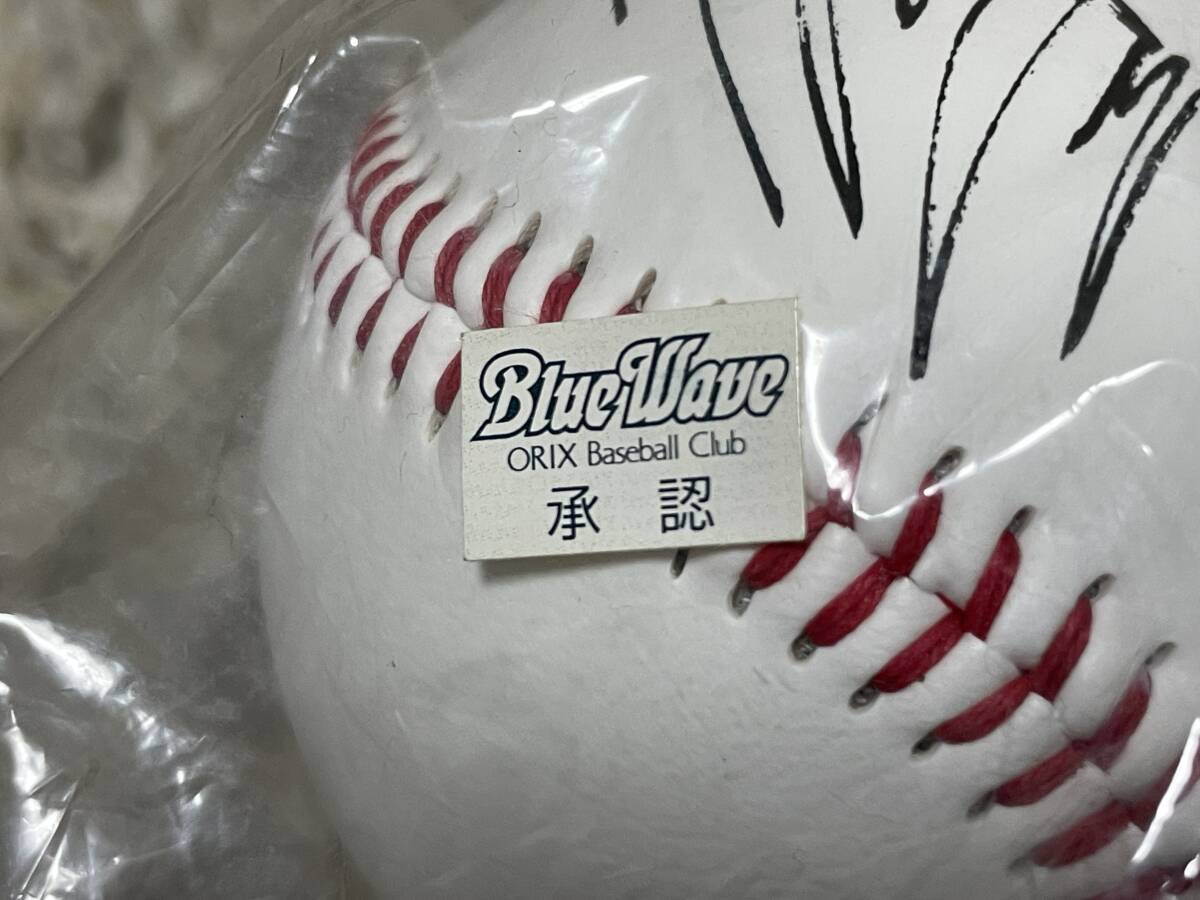 BlueWave
ORIX Baseball Club
承認